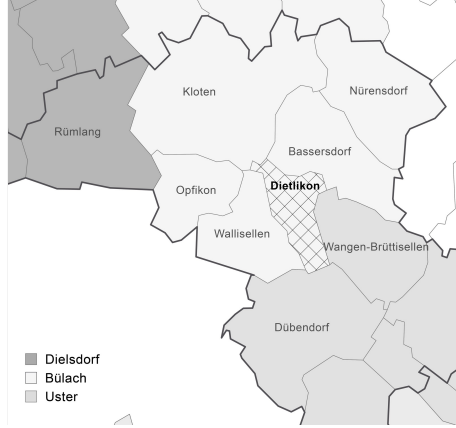 Kloten
Nürensdorf
Rümlang
Bassersdorf
Opfikon
Dietlikon
Wallisellen
Wangen-Brüttisellen
Dübendorf
Dielsdorf
Bülach
Uster